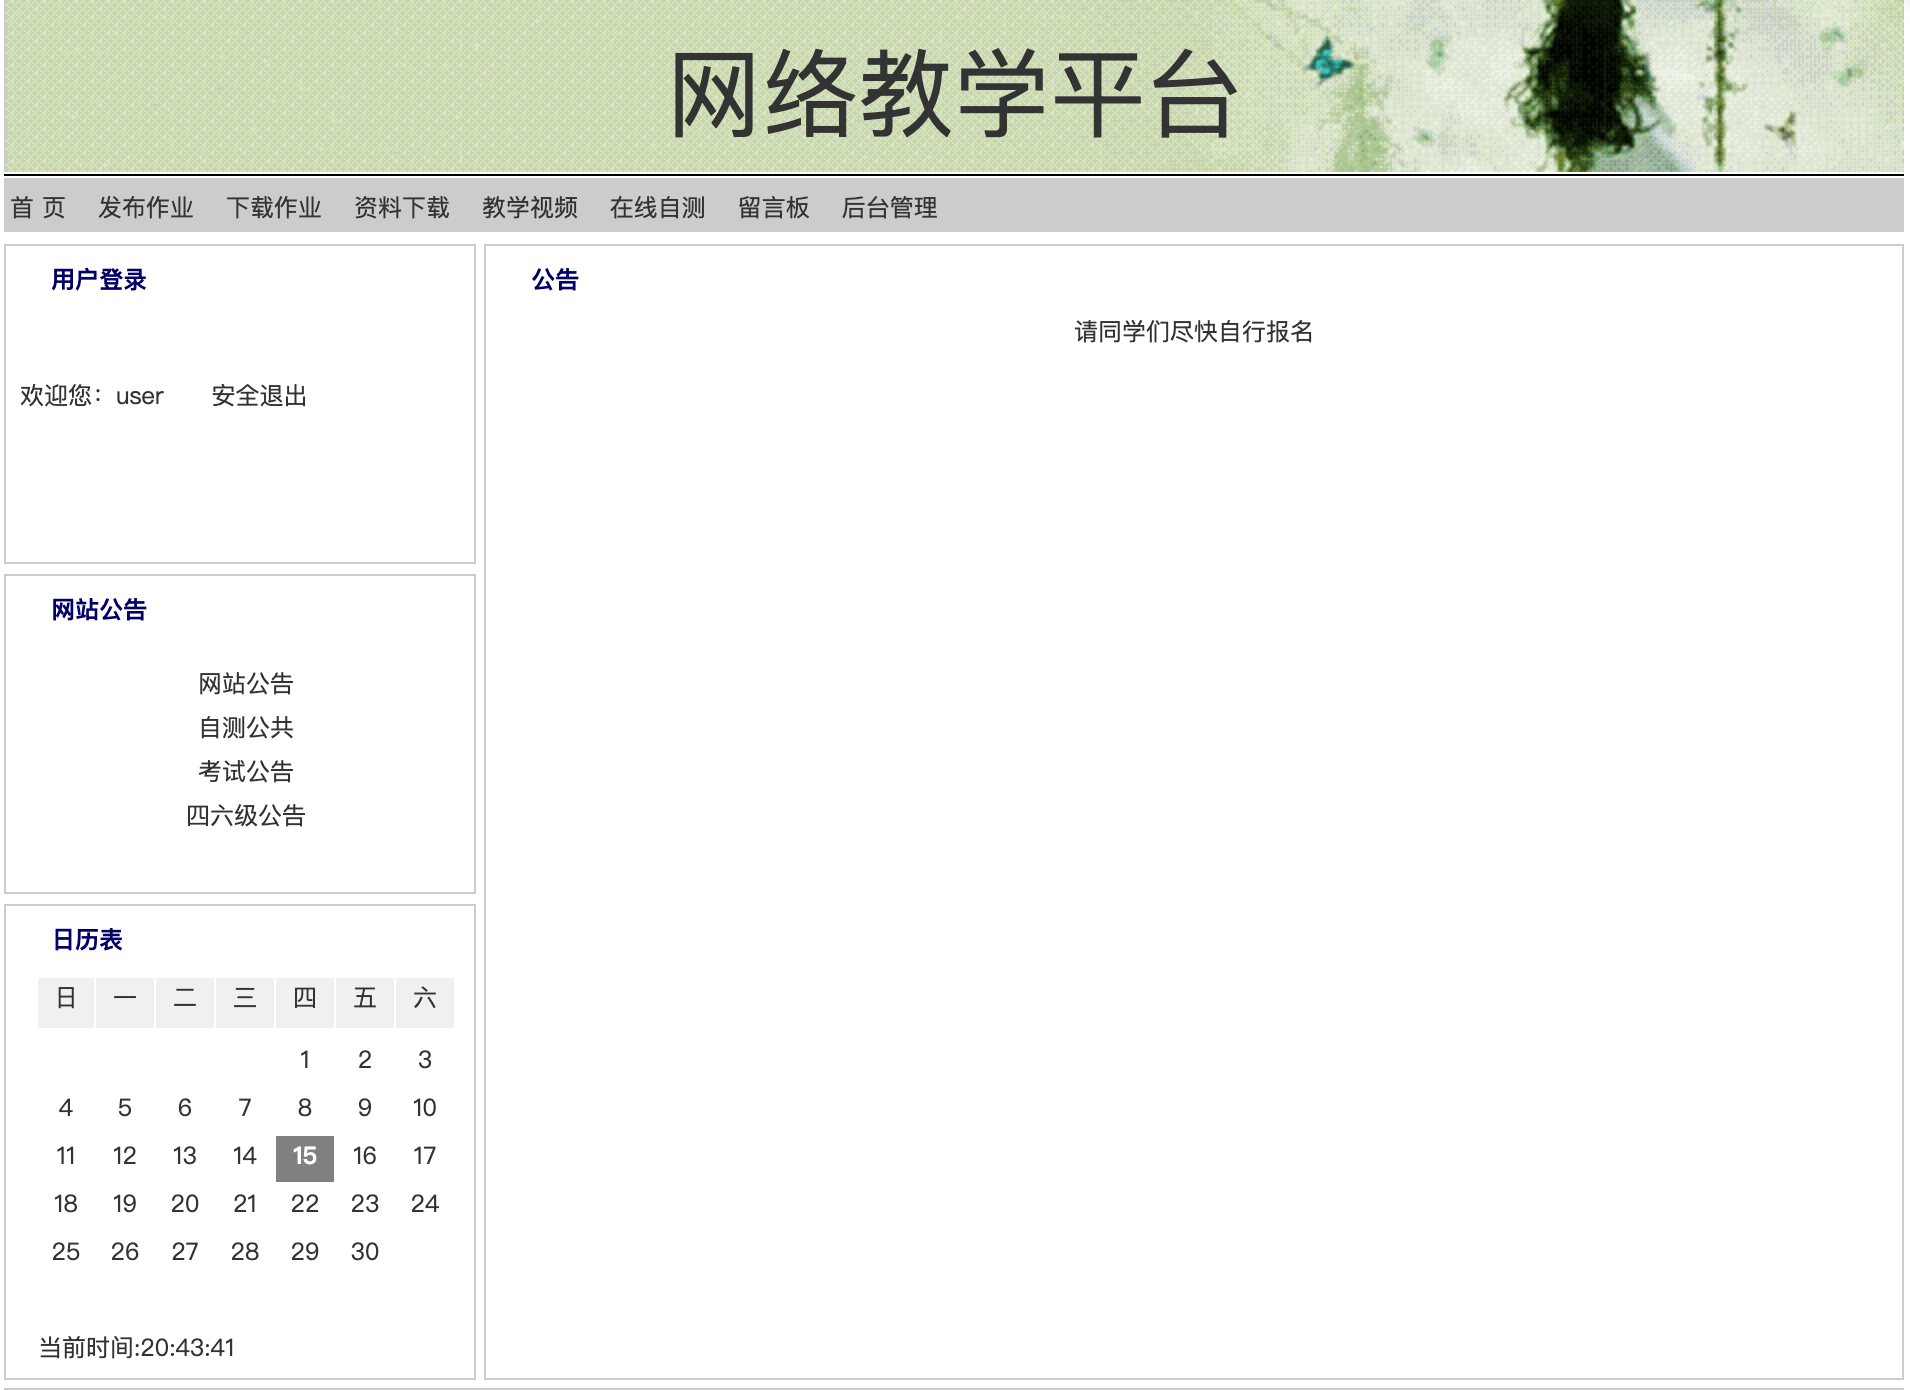 网络教学平台
首 页 发布作业 下载作业 资料下载 教学视频 在线自测 留言板 后台管理
用户登录
欢迎您：user 安全退出
网站公告
网站公告
自测公共
考试公告
四六级公告
日历表
日 一 二 三 四 五 六
1 2 3
4 5 6 7 8 9 10
11 12 13 14 15 16 17
18 19 20 21 22 23 24
25 26 27 28 29 30
当前时间:20:43:41
公告
请同学们尽快自行报名